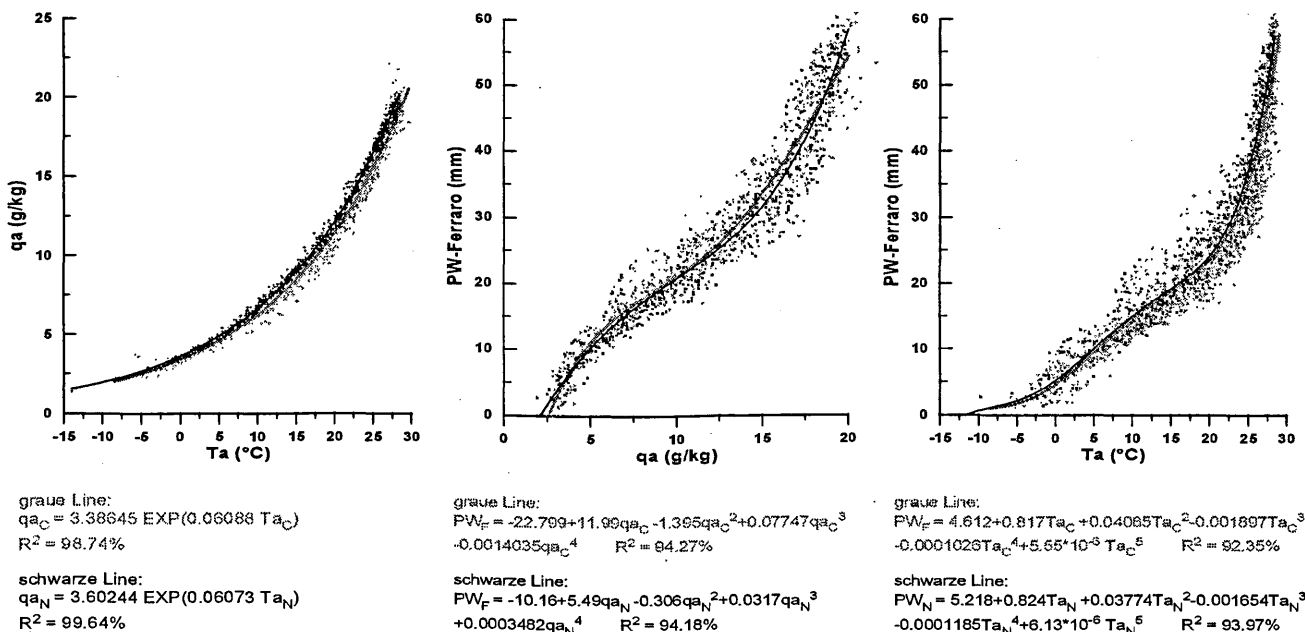 25
20
15
10
5
0
qa (g/kg)
-15 -10 -5 0 5 10 15 20 25 30
Ta (°C)
60
50
40
30
20
10
0
PW-Ferraro (mm)
0 5 10 15 20
qa (g/kg)
60
50
40
30
20
10
0
PW-Ferraro (mm)
-15 -10 -5 0 5 10 15 20 25 30
Ta (°C)
graue Line:
qa_C = 3.38645 EXP(0.06088 Ta_C)
R² = 98.74%
schwarze Line:
qa_N = 3.60244 EXP(0.06073 Ta_N)
R² = 99.64%
graue Line:
PW_F = -22.799+11.99qa_C -1.395qa_C² +0.07747qa_C³
-0.0014035qa_C⁴ R² = 94.27%
schwarze Line:
PW_F = -10.16+5.49qa_N -0.306qa_N² +0.0317qa_N³
+0.0003482qa_N⁴ R² = 94.18%
graue Line:
PW_F = 4.612+0.817Ta_C +0.04085Ta_C² -0.001897Ta_C³
-0.0001026Ta_C⁴ +5.55*10⁻⁶ Ta_C⁵ R² = 92.35%
schwarze Line:
PW_N = 5.218+0.824Ta_N +0.03774Ta_N² -0.001654Ta_N³
-0.0001185Ta_N⁴ +6.13*10⁻⁶ Ta_N⁵ R² = 93.97%